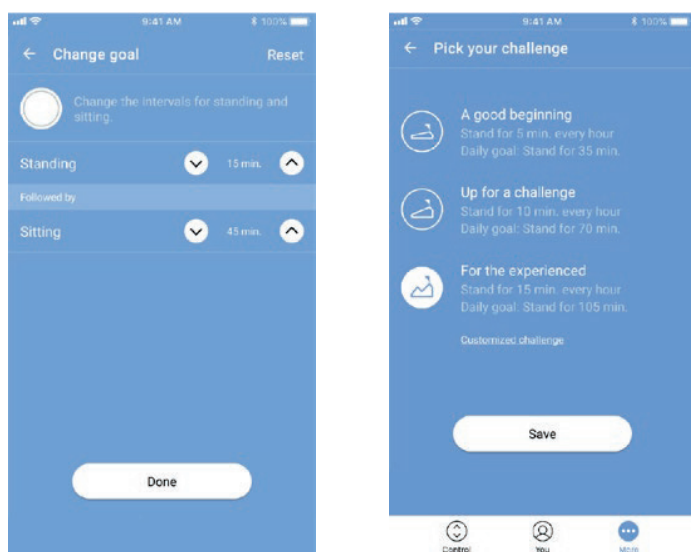 9:41 AM
100%
Change goal
Reset
Change the intervals for standing and
sitting.
Standing
15 min.
Followed by
Sitting
45 min.
Done
9:41 AM
100%
Pick your challenge
A good beginning
Stand for 5 min. every hour
Daily goal: Stand for 35 min.
Up for a challenge
Stand for 10 min. every hour
Daily goal: Stand for 70 min.
For the experienced
Stand for 15 min. every hour
Daily goal: Stand for 105 min.
Customized challenge
Save
Control
You
More